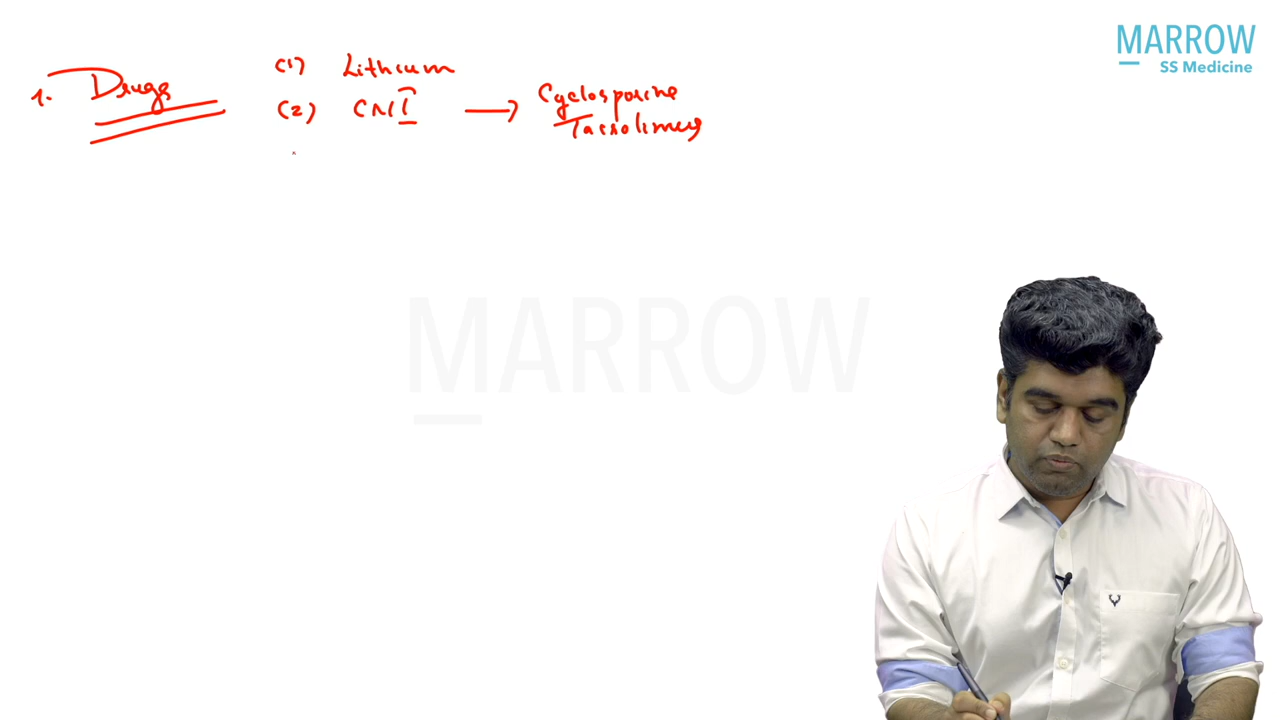 MARROW
SS Medicine
1. Drugs
(1) Lithium
(2) CNI → Cyclosporine
Tacrolimus
MARROW